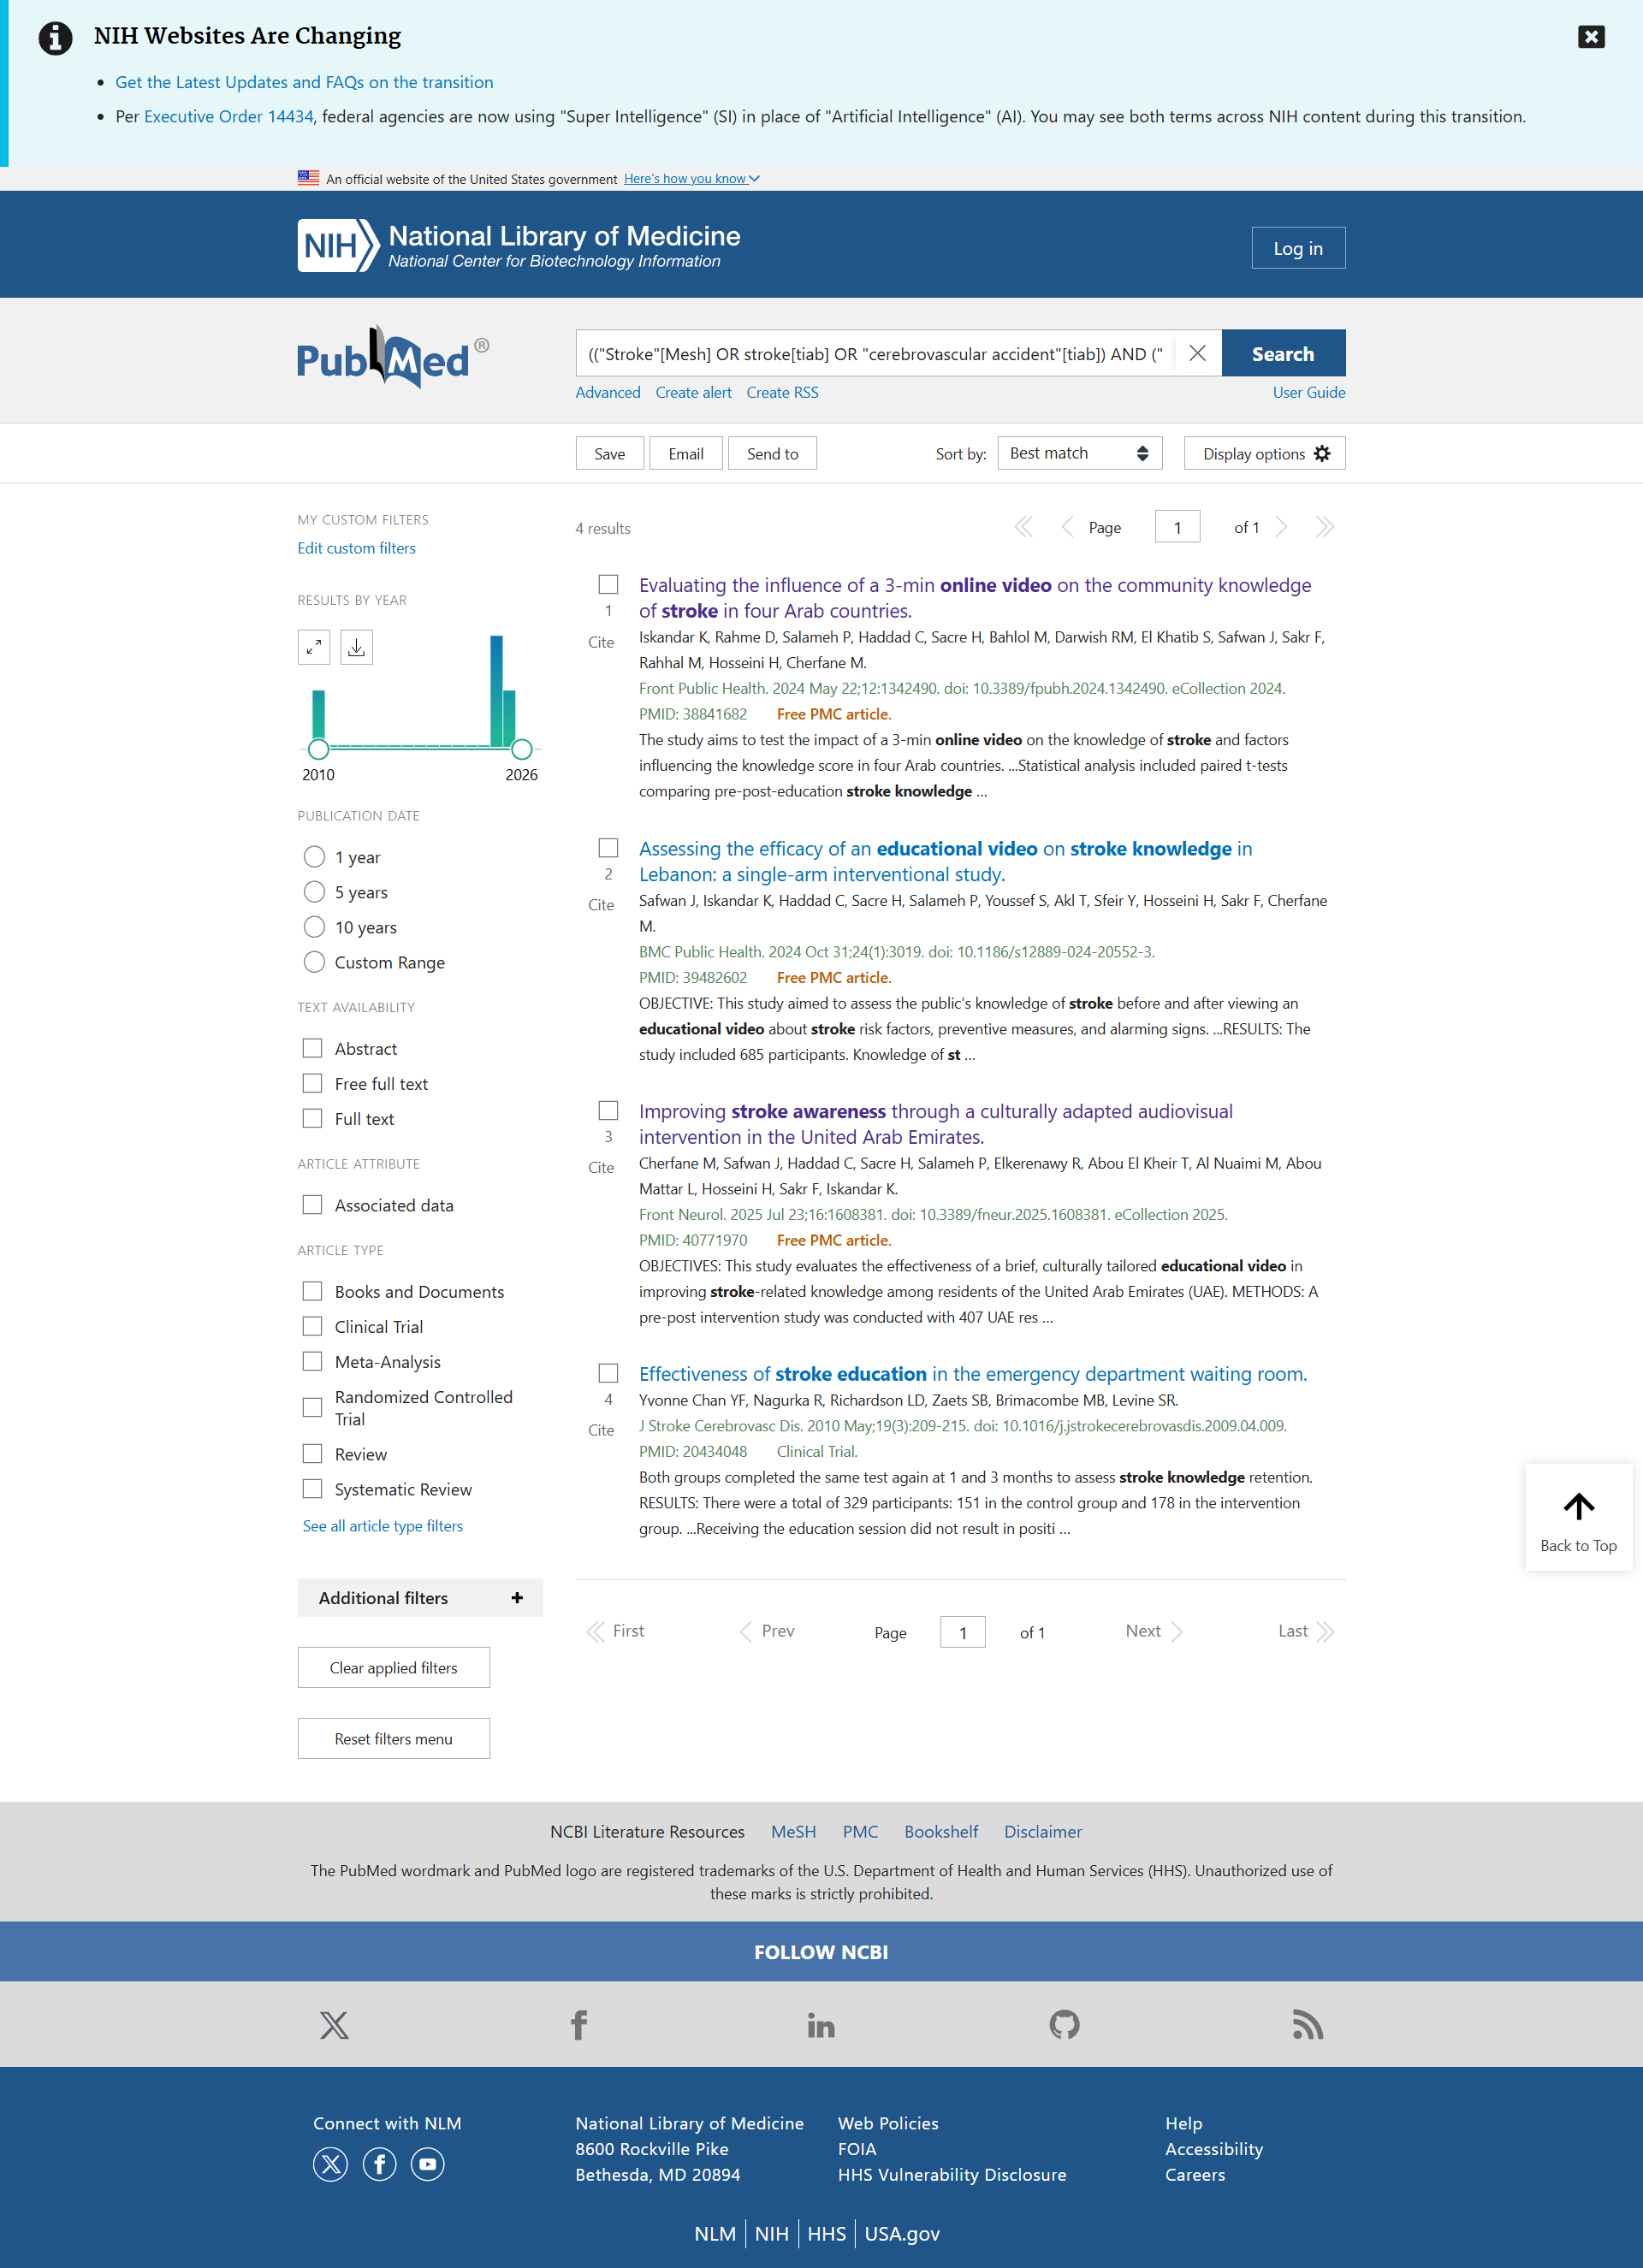 NIH Websites Are Changing
Get the Latest Updates and FAQs on the transition
Per Executive Order 14434, federal agencies are now using "Super Intelligence" (SI) in place of "Artificial Intelligence" (AI). You may see both terms across NIH content during this transition.
An official website of the United States government Here's how you know
NIH National Library of Medicine
National Center for Biotechnology Information
Log in
PubMed ®
(("Stroke"[Mesh] OR stroke[tiab] OR "cerebrovascular accident"[tiab]) AND ("
Search
Advanced Create alert Create RSS User Guide
Save Email Send to Sort by: Best match Display options
MY CUSTOM FILTERS
Edit custom filters
RESULTS BY YEAR
2010 2026
PUBLICATION DATE
1 year
5 years
10 years
Custom Range
TEXT AVAILABILITY
Abstract
Free full text
Full text
ARTICLE ATTRIBUTE
Associated data
ARTICLE TYPE
Books and Documents
Clinical Trial
Meta-Analysis
Randomized Controlled
Trial
Review
Systematic Review
See all article type filters
Additional filters +
Clear applied filters
Reset filters menu
4 results Page 1 of 1
Evaluating the influence of a 3-min online video on the community knowledge
1 of stroke in four Arab countries.
Cite Iskandar K, Rahme D, Salameh P, Haddad C, Sacre H, Bahlol M, Darwish RM, El Khatib S, Safwan J, Sakr F,
Rahhal M, Hosseini H, Cherfane M.
Front Public Health. 2024 May 22;12:1342490. doi: 10.3389/fpubh.2024.1342490. eCollection 2024.
PMID: 38841682 Free PMC article.
The study aims to test the impact of a 3-min online video on the knowledge of stroke and factors
influencing the knowledge score in four Arab countries. ...Statistical analysis included paired t-tests
comparing pre-post-education stroke knowledge ...
Assessing the efficacy of an educational video on stroke knowledge in
2 Lebanon: a single-arm interventional study.
Cite Safwan J, Iskandar K, Haddad C, Sacre H, Salameh P, Youssef S, Akl T, Sfeir Y, Hosseini H, Sakr F, Cherfane
M.
BMC Public Health. 2024 Oct 31;24(1):3019. doi: 10.1186/s12889-024-20552-3.
PMID: 39482602 Free PMC article.
OBJECTIVE: This study aimed to assess the public's knowledge of stroke before and after viewing an
educational video about stroke risk factors, preventive measures, and alarming signs. ...RESULTS: The
study included 685 participants. Knowledge of st ...
Improving stroke awareness through a culturally adapted audiovisual
3 intervention in the United Arab Emirates.
Cite Cherfane M, Safwan J, Haddad C, Sacre H, Salameh P, Elkerenawy R, Abou El Kheir T, Al Nuaimi M, Abou
Mattar L, Hosseini H, Sakr F, Iskandar K.
Front Neurol. 2025 Jul 23;16:1608381. doi: 10.3389/fneur.2025.1608381. eCollection 2025.
PMID: 40771970 Free PMC article.
OBJECTIVES: This study evaluates the effectiveness of a brief, culturally tailored educational video in
improving stroke-related knowledge among residents of the United Arab Emirates (UAE). METHODS: A
pre-post intervention study was conducted with 407 UAE res ...
Effectiveness of stroke education in the emergency department waiting room.
4 Yvonne Chan YF, Nagurka R, Richardson LD, Zaets SB, Brimacombe MB, Levine SR.
Cite J Stroke Cerebrovasc Dis. 2010 May;19(3):209-215. doi: 10.1016/j.jstrokecerebrovasdis.2009.04.009.
PMID: 20434048 Clinical Trial.
Both groups completed the same test again at 1 and 3 months to assess stroke knowledge retention.
RESULTS: There were a total of 329 participants: 151 in the control group and 178 in the intervention
group. ...Receiving the education session did not result in positi ...
Back to Top
First Prev Page 1 of 1 Next Last
NCBI Literature Resources MeSH PMC Bookshelf Disclaimer
The PubMed wordmark and PubMed logo are registered trademarks of the U.S. Department of Health and Human Services (HHS). Unauthorized use of
these marks is strictly prohibited.
FOLLOW NCBI
Connect with NLM
National Library of Medicine
8600 Rockville Pike
Bethesda, MD 20894
Web Policies
FOIA
HHS Vulnerability Disclosure
Help
Accessibility
Careers
NLM NIH HHS USA.gov